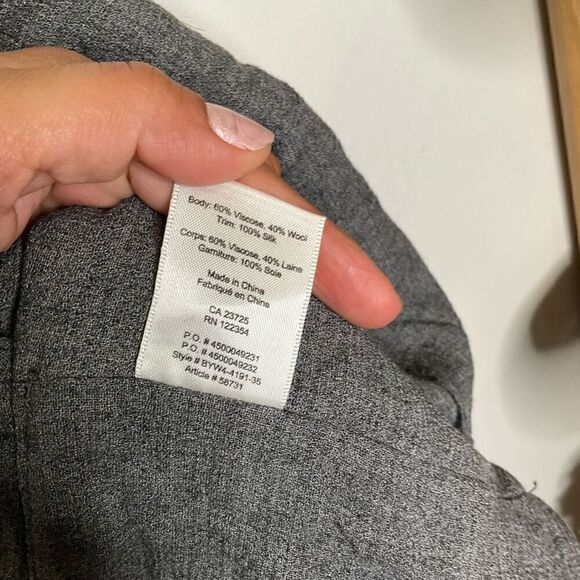 Body: 60% Viscose, 40% Wool
Trim: 100% Silk
Corps: 60% Viscose, 40% Laine
Garniture: 100% Soie
Made in China
Fabriqué en Chine
CA 23725
RN 122354
P.O. # 4500049231
P.O. # 4500049232
Style # BYW4-4191-35
Article # 58731